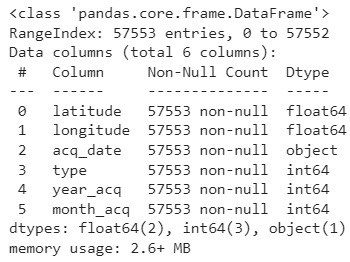 <class 'pandas.core.frame.DataFrame'>
RangeIndex: 57553 entries, 0 to 57552
Data columns (total 6 columns):
 #   Column     Non-Null Count  Dtype
---  ------     --------------  -----
 0   latitude   57553 non-null  float64
 1   longitude  57553 non-null  float64
 2   acq_date   57553 non-null  object
 3   type       57553 non-null  int64
 4   year_acq   57553 non-null  int64
 5   month_acq  57553 non-null  int64
dtypes: float64(2), int64(3), object(1)
memory usage: 2.6+ MB